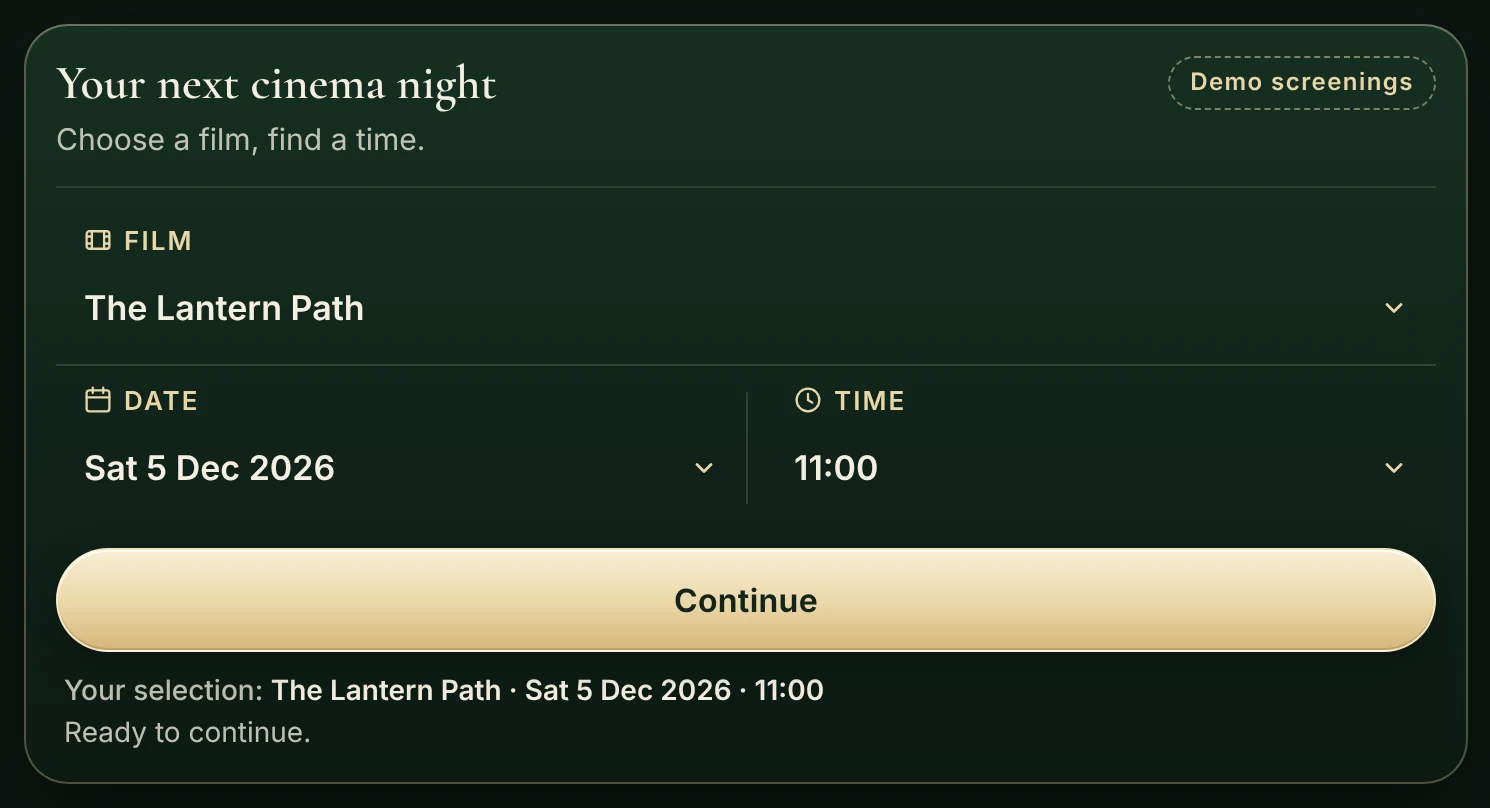 Your next cinema night
Demo screenings
Choose a film, find a time.
FILM
The Lantern Path
DATE
Sat 5 Dec 2026
TIME
11:00
Continue
Your selection: The Lantern Path · Sat 5 Dec 2026 · 11:00
Ready to continue.